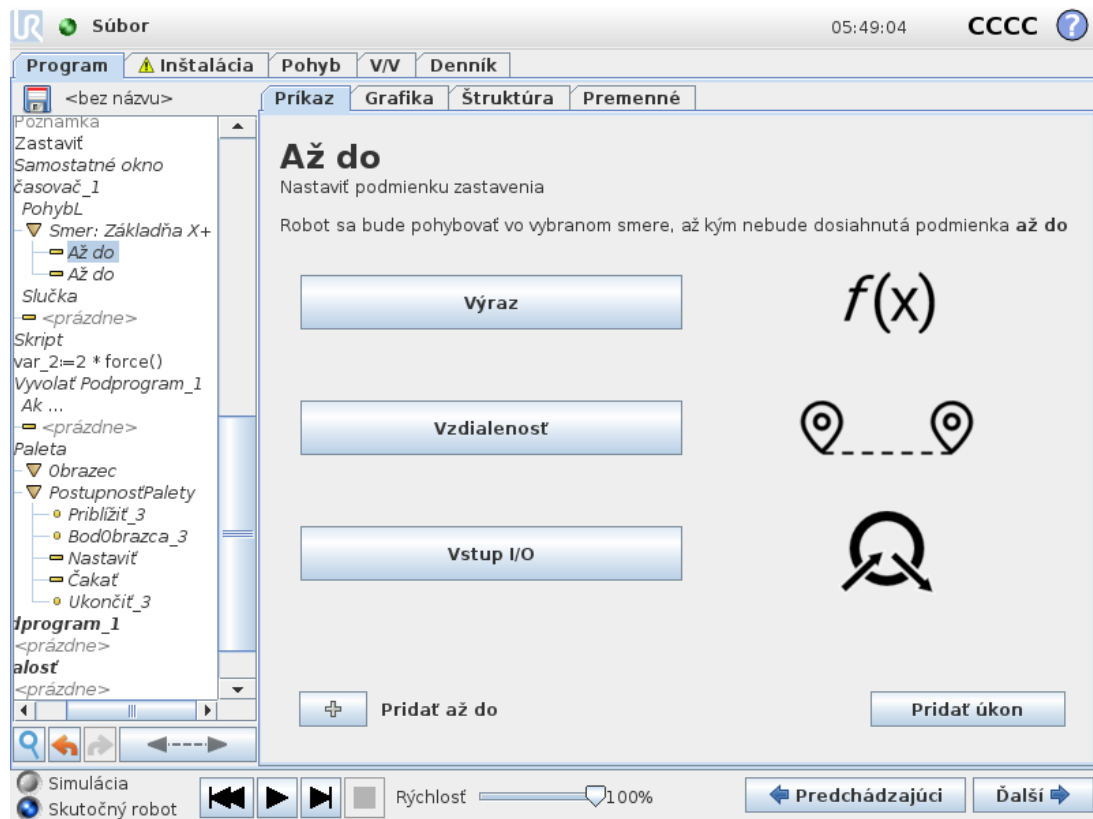 UR Súbor 05:49:04 CCCC ?
Program Inštalácia Pohyb V/V Denník
<bez názvu> Príkaz Grafika Štruktúra Premenné
Poznámka
Zastaviť
Samostatné okno
časovač_1
PohybL
Smer: Základňa X+
Až do
Až do
Slučka
<prázdne>
Skript
var_2:=2 * force()
Vyvolať Podprogram_1
Ak ...
<prázdne>
Paleta
Obrazec
PostupnosťPalety
Priblížiť_3
BodObrazca_3
Nastaviť
Čakať
Ukončiť_3
dprogram_1
<prázdne>
alosť
<prázdne>
Až do
Nastaviť podmienku zastavenia
Robot sa bude pohybovať vo vybranom smere, až kým nebude dosiahnutá podmienka až do
Výraz f(x)
Vzdialenosť
Vstup I/O
Pridať až do Pridať úkon
Simulácia
Skutočný robot
Rýchlosť 100% Predchádzajúci Ďalší